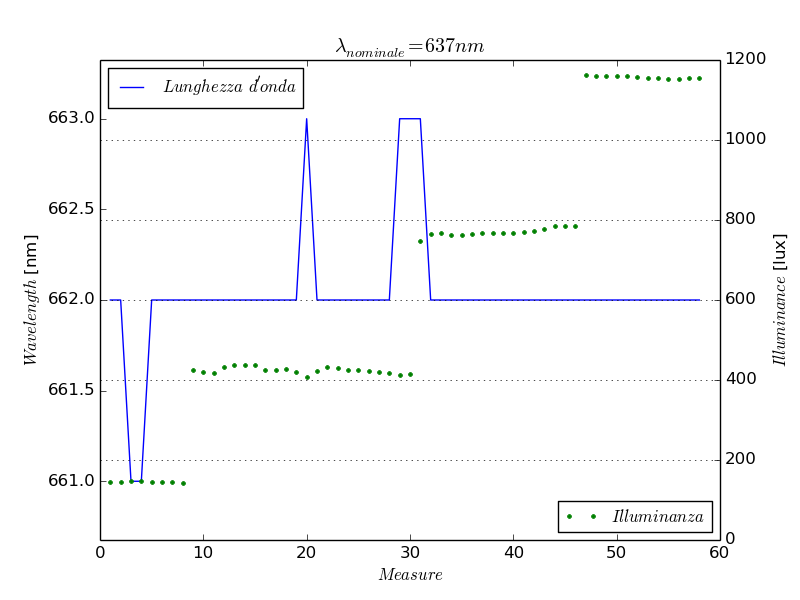 λnominale = 637nm
Lunghezza d'onda
663.0
662.5
662.0
661.5
661.0
Wavelength [nm]
1200
1000
800
600
400
200
0
Illuminance [lux]
Illuminanza
0 10 20 30 40 50 60
Measure